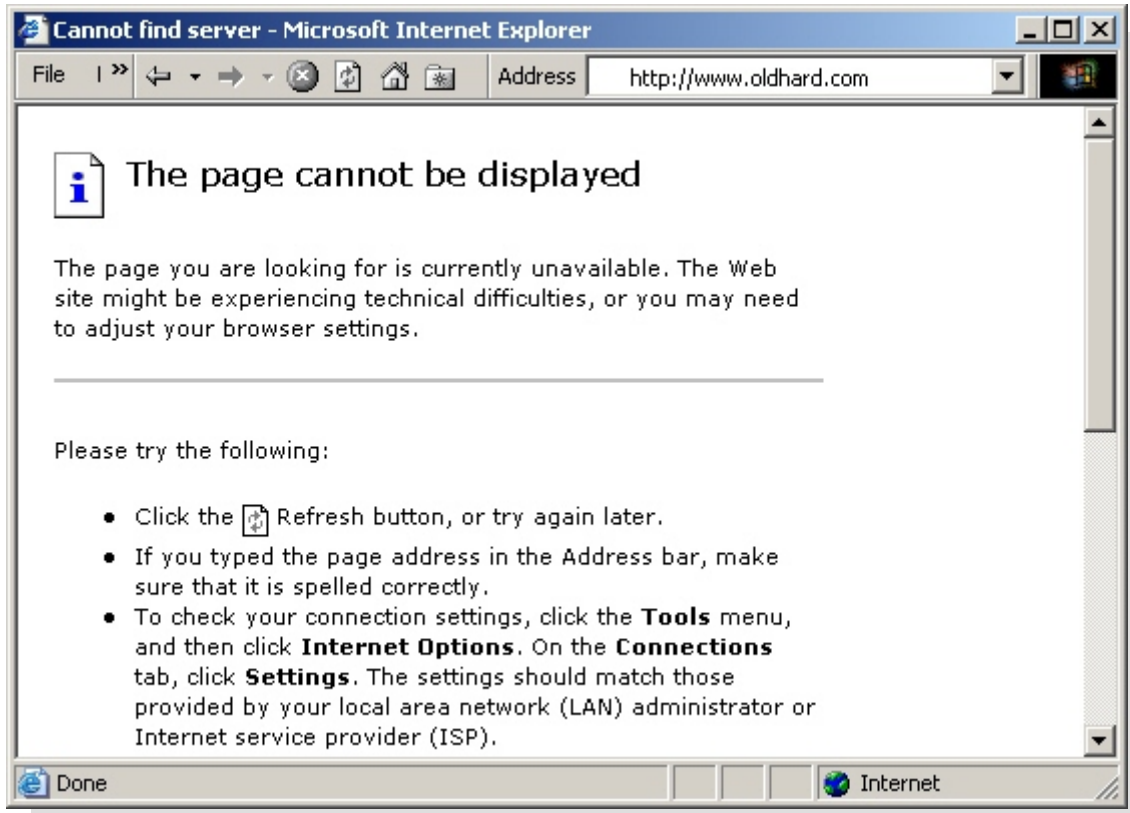 Cannot find server - Microsoft Internet Explorer
File I » Address http://www.oldhard.com
The page cannot be displayed
The page you are looking for is currently unavailable. The Web
site might be experiencing technical difficulties, or you may need
to adjust your browser settings.
Please try the following:
• Click the Refresh button, or try again later.
• If you typed the page address in the Address bar, make
sure that it is spelled correctly.
• To check your connection settings, click the Tools menu,
and then click Internet Options. On the Connections
tab, click Settings. The settings should match those
provided by your local area network (LAN) administrator or
Internet service provider (ISP).
Done Internet